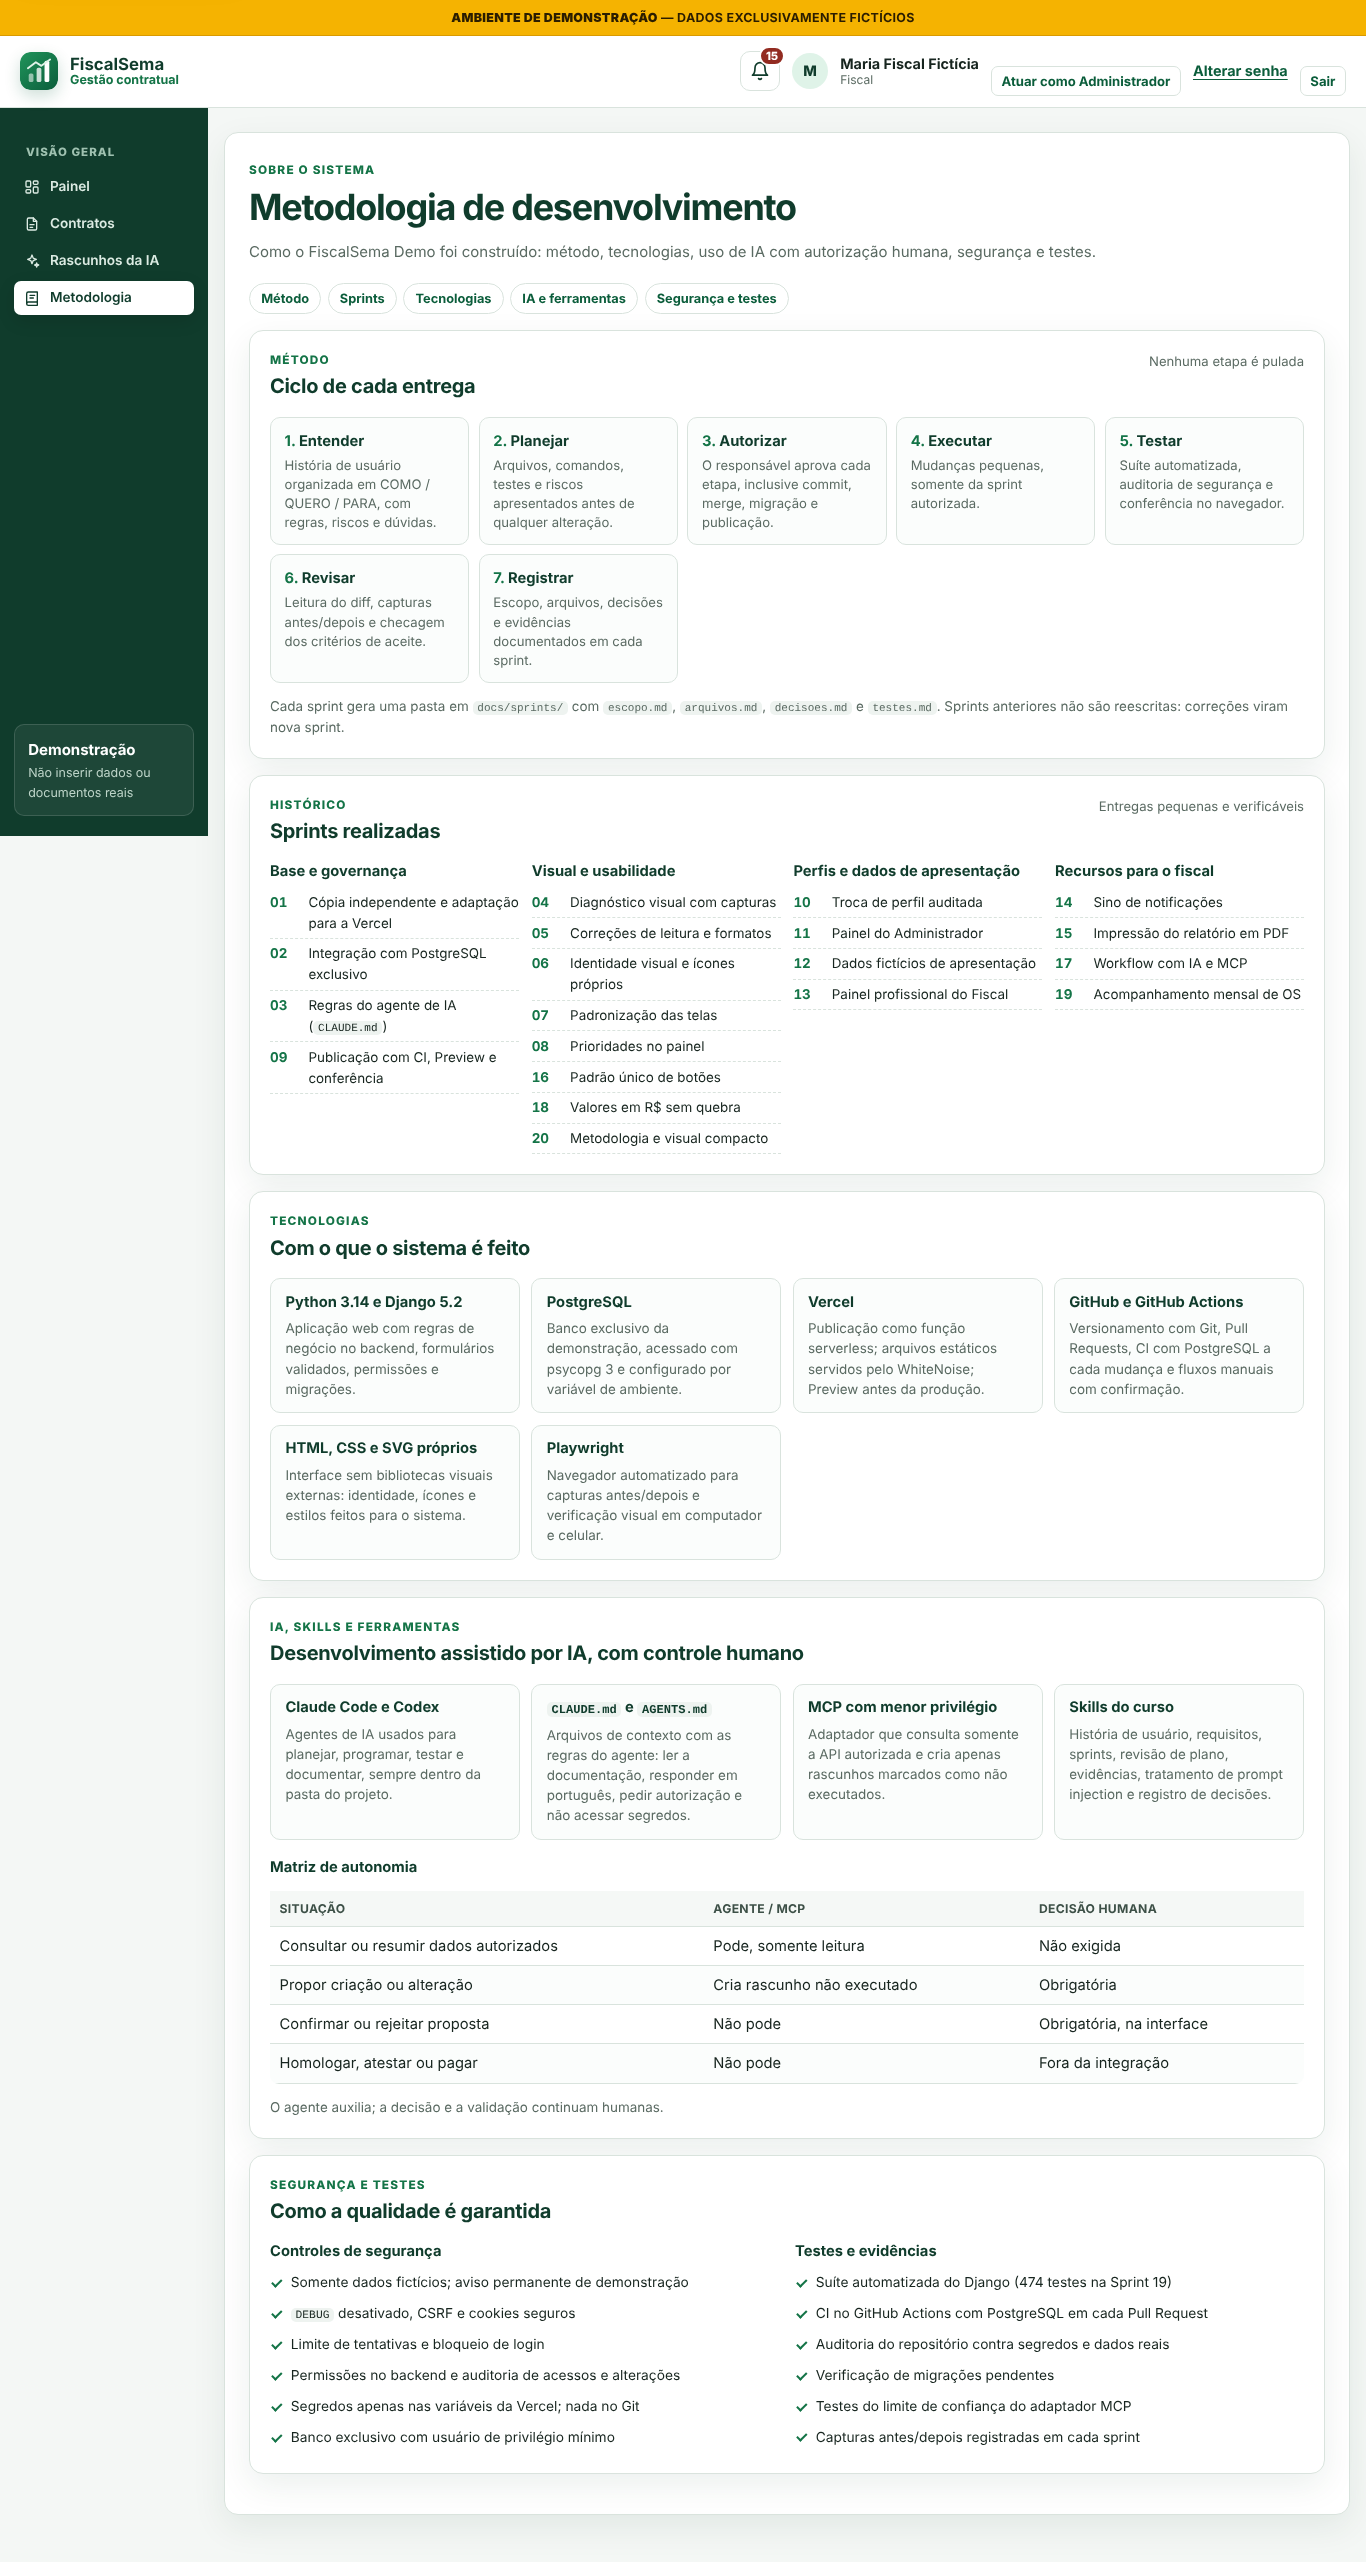 AMBIENTE DE DEMONSTRAÇÃO — DADOS EXCLUSIVAMENTE FICTÍCIOS
FiscalSema
Gestão contratual
15
M
Maria Fiscal Fictícia
Fiscal
Atuar como Administrador
Alterar senha
Sair
VISÃO GERAL
Painel
Contratos
Rascunhos da IA
Metodologia
Demonstração
Não inserir dados ou
documentos reais
SOBRE O SISTEMA
Metodologia de desenvolvimento
Como o FiscalSema Demo foi construído: método, tecnologias, uso de IA com autorização humana, segurança e testes.
Método
Sprints
Tecnologias
IA e ferramentas
Segurança e testes
MÉTODO
Ciclo de cada entrega
Nenhuma etapa é pulada
1. Entender
História de usuário
organizada em COMO /
QUERO / PARA, com
regras, riscos e dúvidas.
2. Planejar
Arquivos, comandos,
testes e riscos
apresentados antes de
qualquer alteração.
3. Autorizar
O responsável aprova cada
etapa, inclusive commit,
merge, migração e
publicação.
4. Executar
Mudanças pequenas,
somente da sprint
autorizada.
5. Testar
Suíte automatizada,
auditoria de segurança e
conferência no navegador.
6. Revisar
Leitura do diff, capturas
antes/depois e checagem
dos critérios de aceite.
7. Registrar
Escopo, arquivos, decisões
e evidências
documentados em cada
sprint.
Cada sprint gera uma pasta em docs/sprints/ com escopo.md, arquivos.md, decisoes.md e testes.md. Sprints anteriores não são reescritas: correções viram
nova sprint.
HISTÓRICO
Sprints realizadas
Entregas pequenas e verificáveis
Base e governança
01 Cópia independente e adaptação
para a Vercel
02 Integração com PostgreSQL
exclusivo
03 Regras do agente de IA
(CLAUDE.md)
09 Publicação com CI, Preview e
conferência
Visual e usabilidade
04 Diagnóstico visual com capturas
05 Correções de leitura e formatos
06 Identidade visual e ícones
próprios
07 Padronização das telas
08 Prioridades no painel
16 Padrão único de botões
18 Valores em R$ sem quebra
20 Metodologia e visual compacto
Perfis e dados de apresentação
10 Troca de perfil auditada
11 Painel do Administrador
12 Dados fictícios de apresentação
13 Painel profissional do Fiscal
Recursos para o fiscal
14 Sino de notificações
15 Impressão do relatório em PDF
17 Workflow com IA e MCP
19 Acompanhamento mensal de OS
TECNOLOGIAS
Com o que o sistema é feito
Python 3.14 e Django 5.2
Aplicação web com regras de
negócio no backend, formulários
validados, permissões e
migrações.
PostgreSQL
Banco exclusivo da
demonstração, acessado com
psycopg 3 e configurado por
variável de ambiente.
Vercel
Publicação como função
serverless; arquivos estáticos
servidos pelo WhiteNoise;
Preview antes da produção.
GitHub e GitHub Actions
Versionamento com Git, Pull
Requests, CI com PostgreSQL a
cada mudança e fluxos manuais
com confirmação.
HTML, CSS e SVG próprios
Interface sem bibliotecas visuais
externas: identidade, ícones e
estilos feitos para o sistema.
Playwright
Navegador automatizado para
capturas antes/depois e
verificação visual em computador
e celular.
IA, SKILLS E FERRAMENTAS
Desenvolvimento assistido por IA, com controle humano
Claude Code e Codex
Agentes de IA usados para
planejar, programar, testar e
documentar, sempre dentro da
pasta do projeto.
CLAUDE.md e AGENTS.md
Arquivos de contexto com as
regras do agente: ler a
documentação, responder em
português, pedir autorização e
não acessar segredos.
MCP com menor privilégio
Adaptador que consulta somente
a API autorizada e cria apenas
rascunhos marcados como não
executados.
Skills do curso
História de usuário, requisitos,
sprints, revisão de plano,
evidências, tratamento de prompt
injection e registro de decisões.
Matriz de autonomia
SITUAÇÃO AGENTE / MCP DECISÃO HUMANA
Consultar ou resumir dados autorizados Pode, somente leitura Não exigida
Propor criação ou alteração Cria rascunho não executado Obrigatória
Confirmar ou rejeitar proposta Não pode Obrigatória, na interface
Homologar, atestar ou pagar Não pode Fora da integração
O agente auxilia; a decisão e a validação continuam humanas.
SEGURANÇA E TESTES
Como a qualidade é garantida
Controles de segurança
Somente dados fictícios; aviso permanente de demonstração
DEBUG desativado, CSRF e cookies seguros
Limite de tentativas e bloqueio de login
Permissões no backend e auditoria de acessos e alterações
Segredos apenas nas variáveis da Vercel; nada no Git
Banco exclusivo com usuário de privilégio mínimo
Testes e evidências
Suíte automatizada do Django (474 testes na Sprint 19)
CI no GitHub Actions com PostgreSQL em cada Pull Request
Auditoria do repositório contra segredos e dados reais
Verificação de migrações pendentes
Testes do limite de confiança do adaptador MCP
Capturas antes/depois registradas em cada sprint